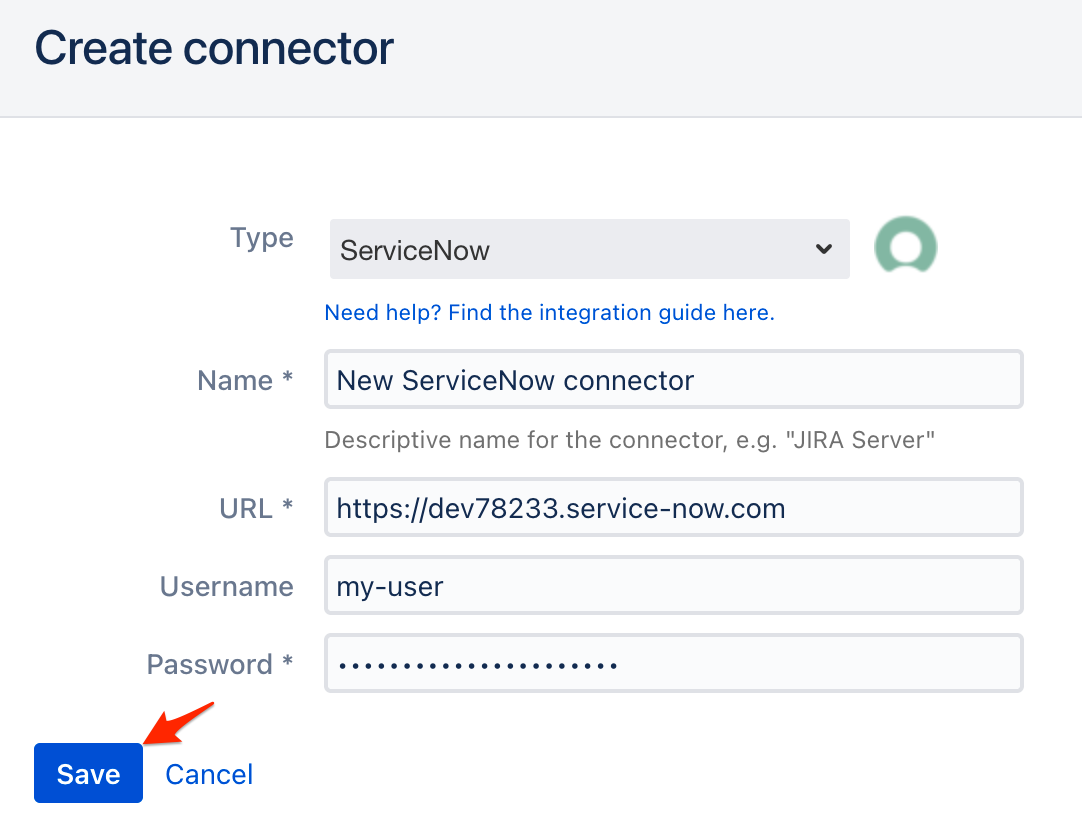 Create connector
Type
ServiceNow
Need help? Find the integration guide here.
Name *
New ServiceNow connector
Descriptive name for the connector, e.g. "JIRA Server"
URL *
https://dev78233.service-now.com
Username
my-user
Password *
••••••••••••••••••••••
Save
Cancel